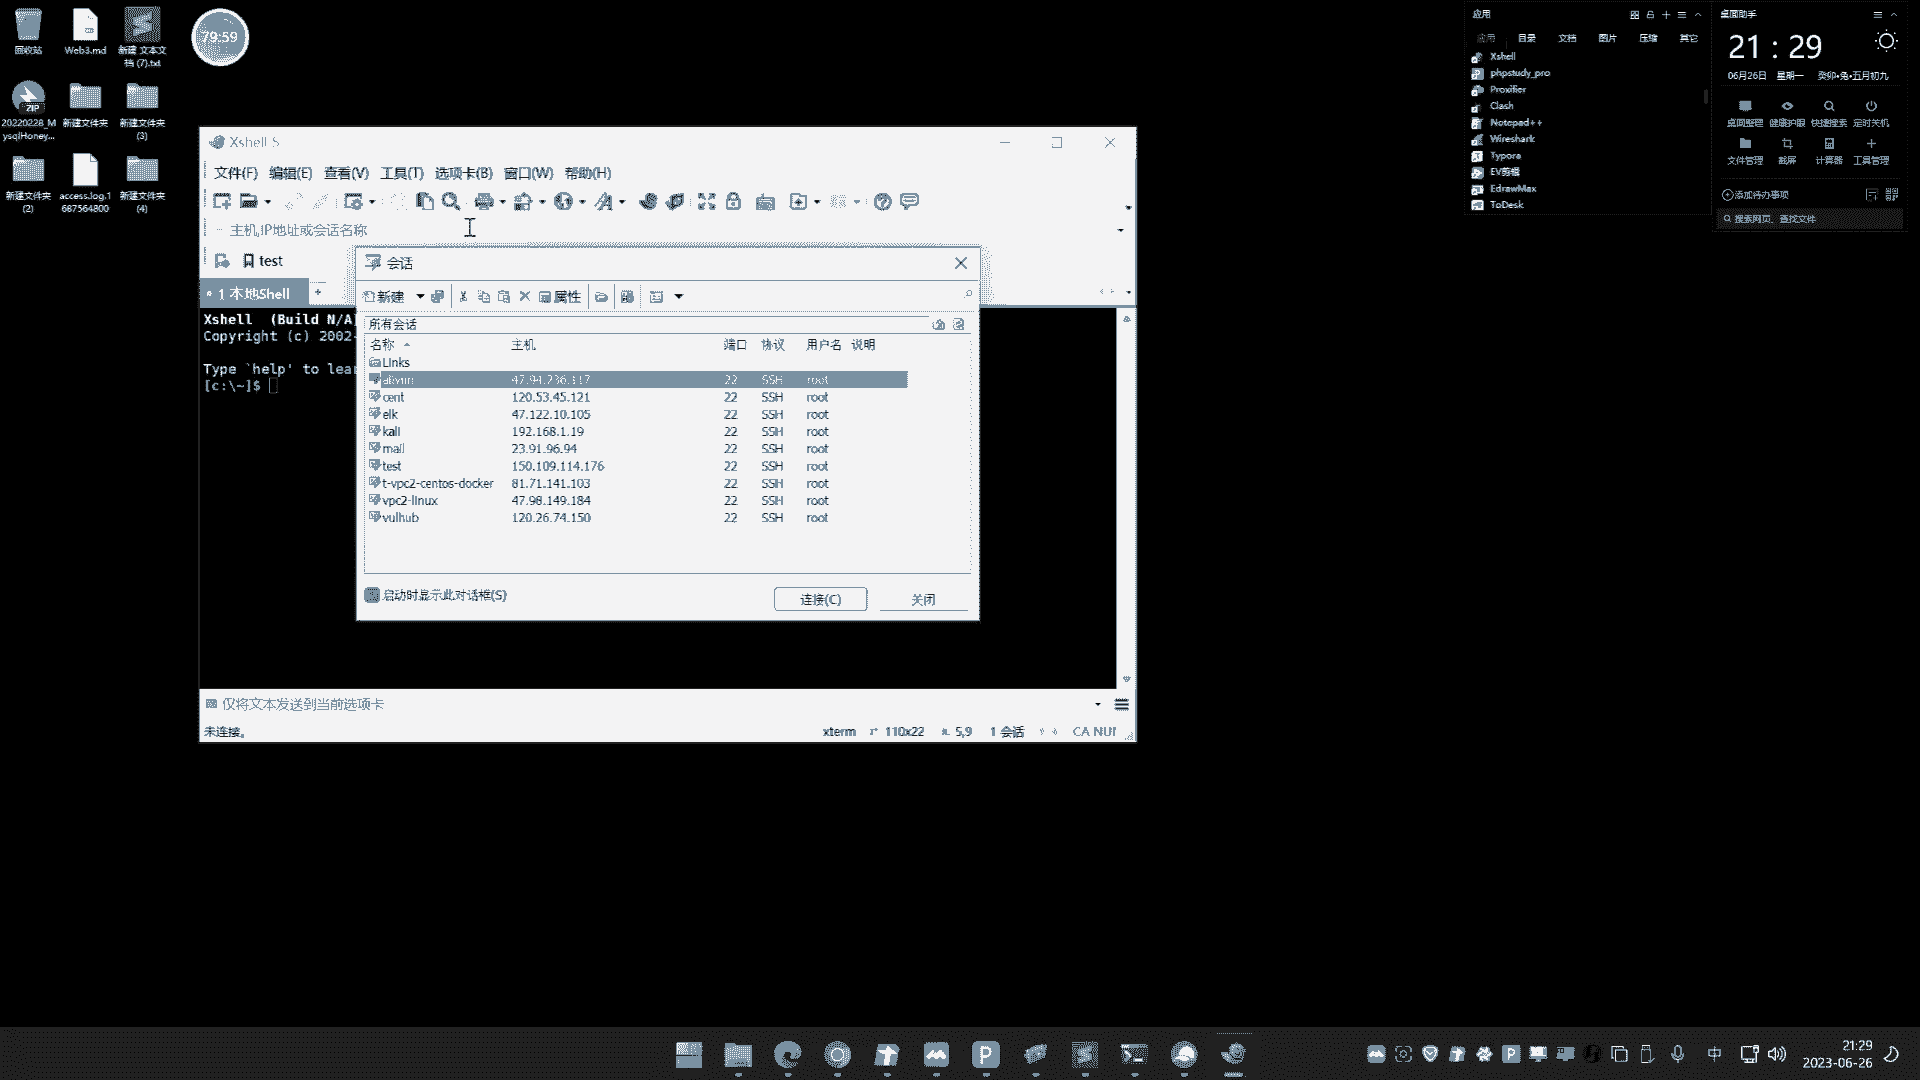 回收站
Web3.md
新建 文本文
档 (7).txt
79:59
20220228_M
ysqlHoney...
新建文件夹
新建文件夹
(3)
新建文件夹
(2)
access.log.1
687564800
新建文件夹
(4)
Xshell 5
文件(F) 编辑(E) 查看(V) 工具(T) 选项卡(B) 窗口(W) 帮助(H)
主机,IP地址或会话名称
test
1 本地Shell
Xshell (Build N/A)
Copyright (c) 2002-
Type `help' to lear
[c:\~]$
会话
新建 属性
所有会话
名称 主机 端口 协议 用户名 说明
Links
47.94.236.117 22 SSH root
cent 120.53.45.121 22 SSH root
elk 47.122.10.105 22 SSH root
kali 192.168.1.19 22 SSH root
mail 23.91.96.94 22 SSH root
test 150.109.114.176 22 SSH root
t-vpc2-centos-docker 81.71.141.103 22 SSH root
vpc2-linux 47.98.149.184 22 SSH root
vulhub 120.26.74.150 22 SSH root
启动时显示此对话框(S)
连接(C) 关闭
仅将文本发送到当前选项卡
未连接。 xterm 110x22 5,9 1 会话 CA NUM
应用
应用 目录 文档 图片 压缩 其它
Xshell
phpstudy_pro
Proxifier
Clash
Notepad++
Wireshark
Typora
EV剪辑
EdrawMax
ToDesk
桌面助手
21 : 29
06月26日 星期一 癸卯•兔•五月初九
桌面整理 健康护眼 快捷搜索 定时关机
文件管理 截屏 计算器 工具管理
添加待办事项
搜索网页、查找文件
中
21:29
2023-06-26